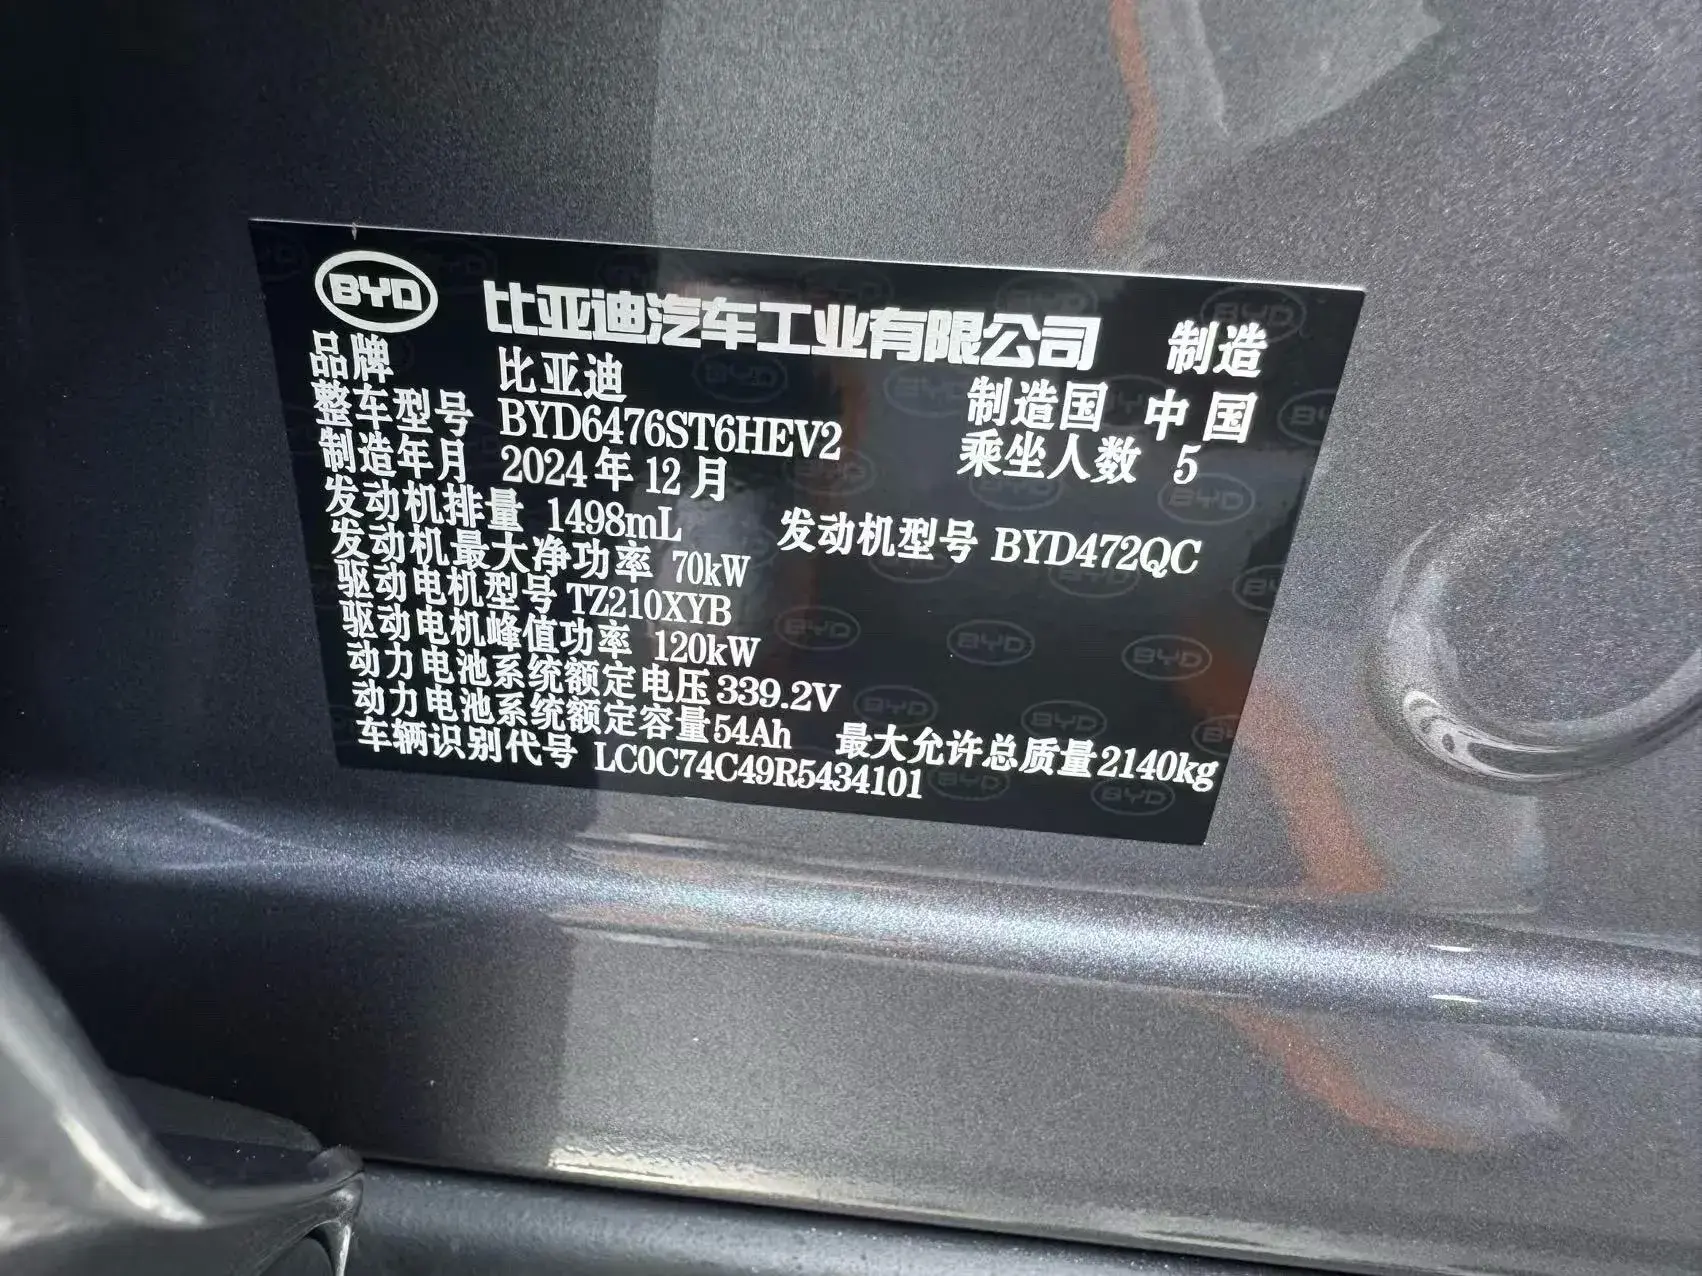 BYD 比亚迪汽车工业有限公司 制造
品牌 比亚迪 制造国 中国
整车型号 BYD6476ST6HEV2 乘坐人数 5
制造年月 2024年12月
发动机排量 1498mL 发动机型号 BYD472QC
发动机最大净功率 70kW
驱动电机型号 TZ210XYB
驱动电机峰值功率 120kW
动力电池系统额定电压 339.2V
动力电池系统额定容量 54Ah 最大允许总质量 2140kg
车辆识别代号 LC0C74C49R5434101